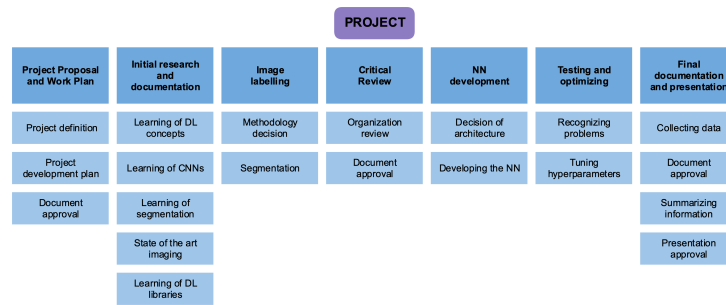 PROJECT
Project Proposal
and Work Plan
Project definition
Project
development plan
Document
approval
Initial research
and
documentation
Learning of DL
concepts
Learning of CNNs
Learning of
segmentation
State of the art
imaging
Learning of DL
libraries
Image
labelling
Methodology
decision
Segmentation
Critical
Review
Organization
review
Document
approval
NN
development
Decision of
architecture
Developing the NN
Testing and
optimizing
Recognizing
problems
Tuning
hyperparameters
Final
documentation
and presentation
Collecting data
Document
approval
Summarizing
information
Presentation
approval